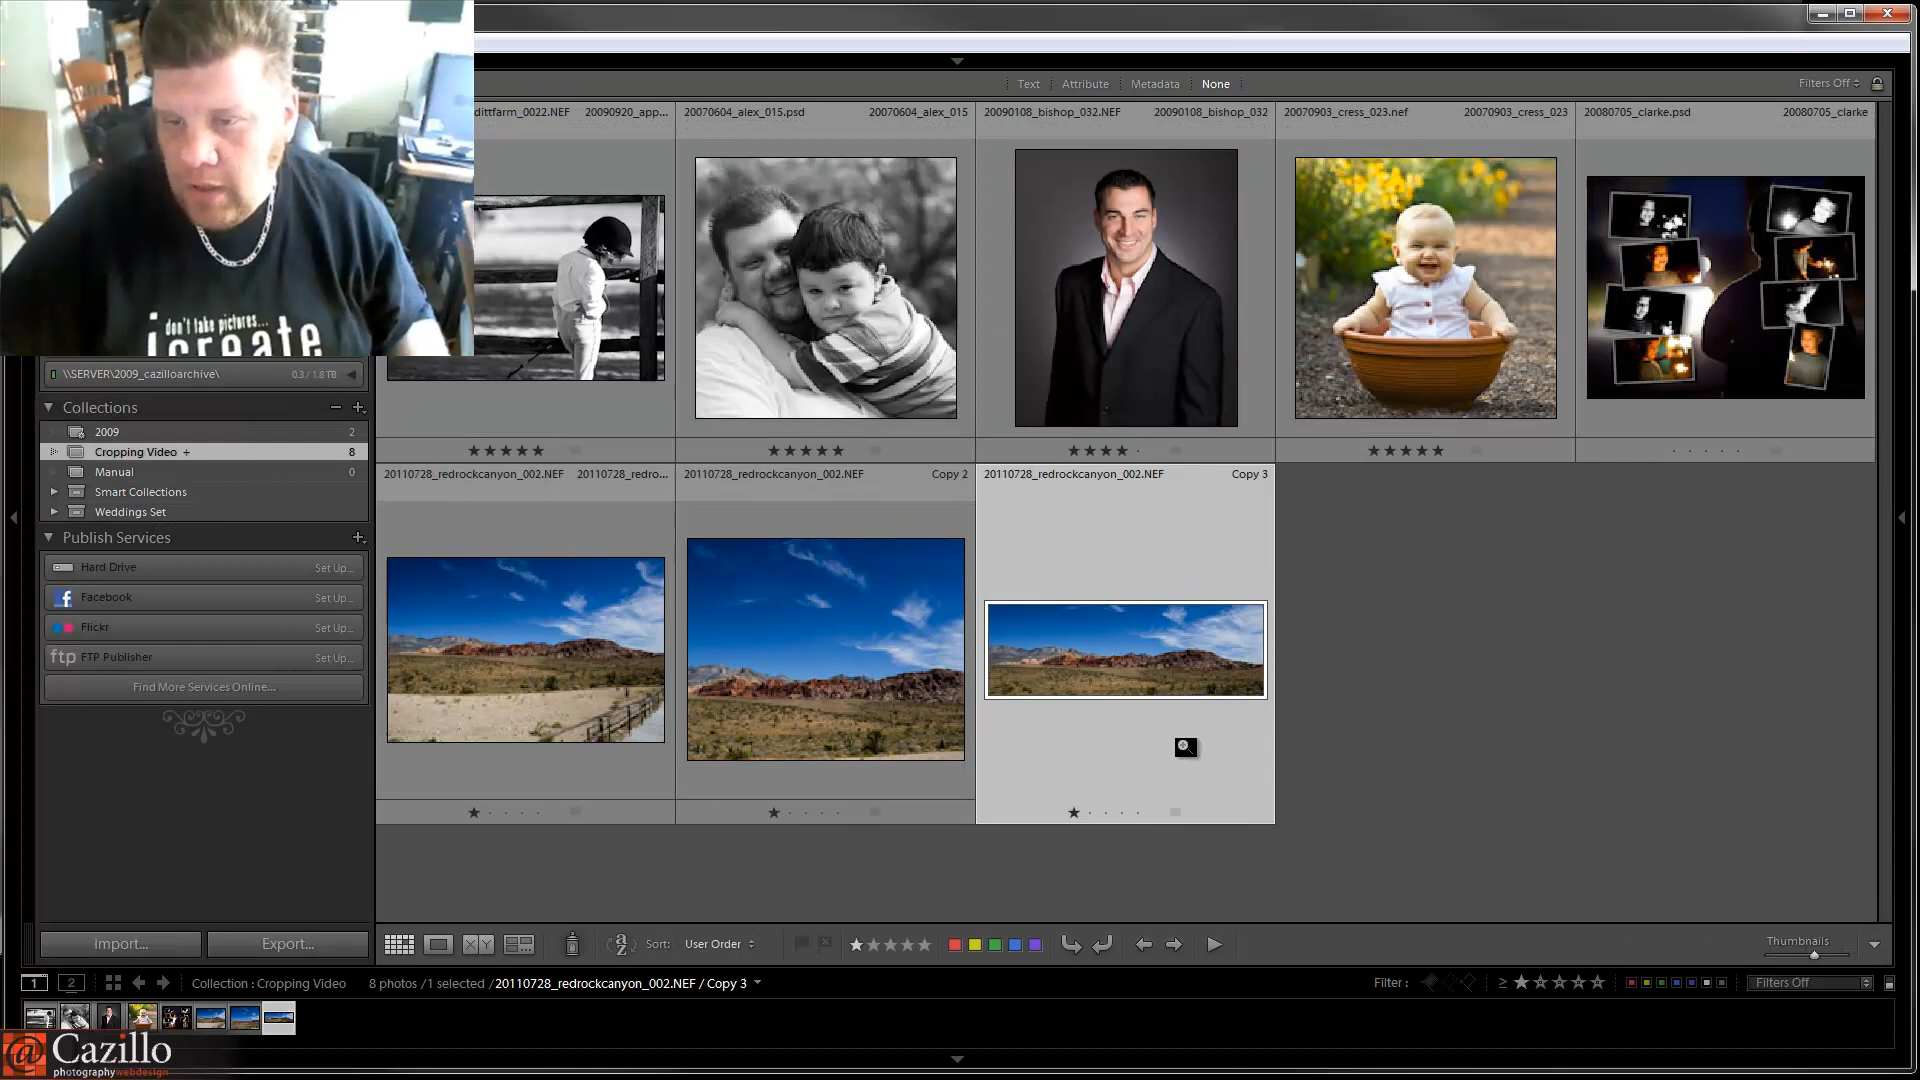 don't take pictures...
icreate
Text Attribute Metadata None
Filters Off
dittfarm_0022.NEF 20090920_app...
20070604_alex_015.psd 20070604_alex_015
20090108_bishop_032.NEF 20090108_bishop_032
20070903_cress_023.nef 20070903_cress_023
20080705_clarke.psd 20080705_clarke
\\SERVER\2009_cazilloarchive\ 0.3 / 1.8 TB
Collections
2009 2
Cropping Video + 8
Manual 0
Smart Collections
Weddings Set
Publish Services
Hard Drive Set Up...
Facebook Set Up...
Flickr Set Up...
ftp FTP Publisher Set Up...
Find More Services Online...
20110728_redrockcanyon_002.NEF 20110728_redro...
20110728_redrockcanyon_002.NEF Copy 2
20110728_redrockcanyon_002.NEF Copy 3
Import... Export...
X Y
a z Sort: User Order
Thumbnails
1 2 Collection : Cropping Video 8 photos / 1 selected / 20110728_redrockcanyon_002.NEF / Copy 3
Filter : ≥ Filters Off
@ Cazillo
photographywebdesign